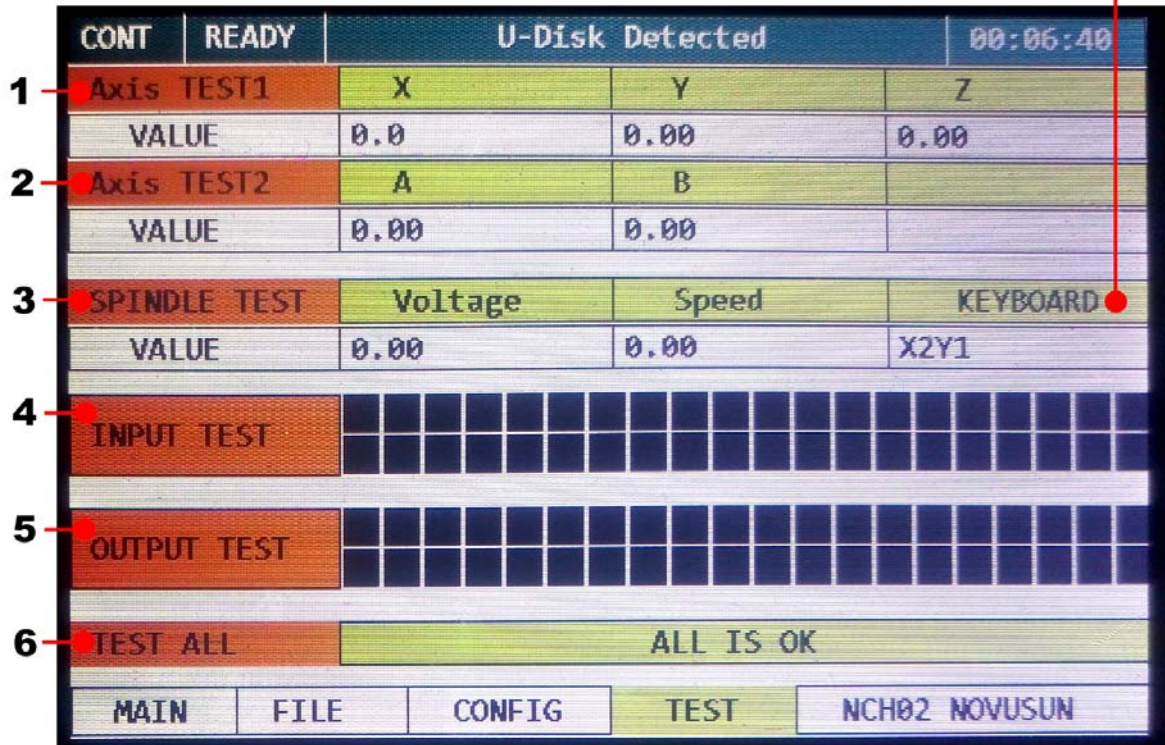 CONT READY U-Disk Detected 00:06:40
1 Axis TEST1 X Y Z
VALUE 0.0 0.00 0.00
2 Axis TEST2 A B
VALUE 0.00 0.00
3 SPINDLE TEST Voltage Speed KEYBOARD
VALUE 0.00 0.00 X2Y1
4 INPUT TEST
5 OUTPUT TEST
6 TEST ALL ALL IS OK
MAIN FILE CONFIG TEST NCH02 NOVUSUN